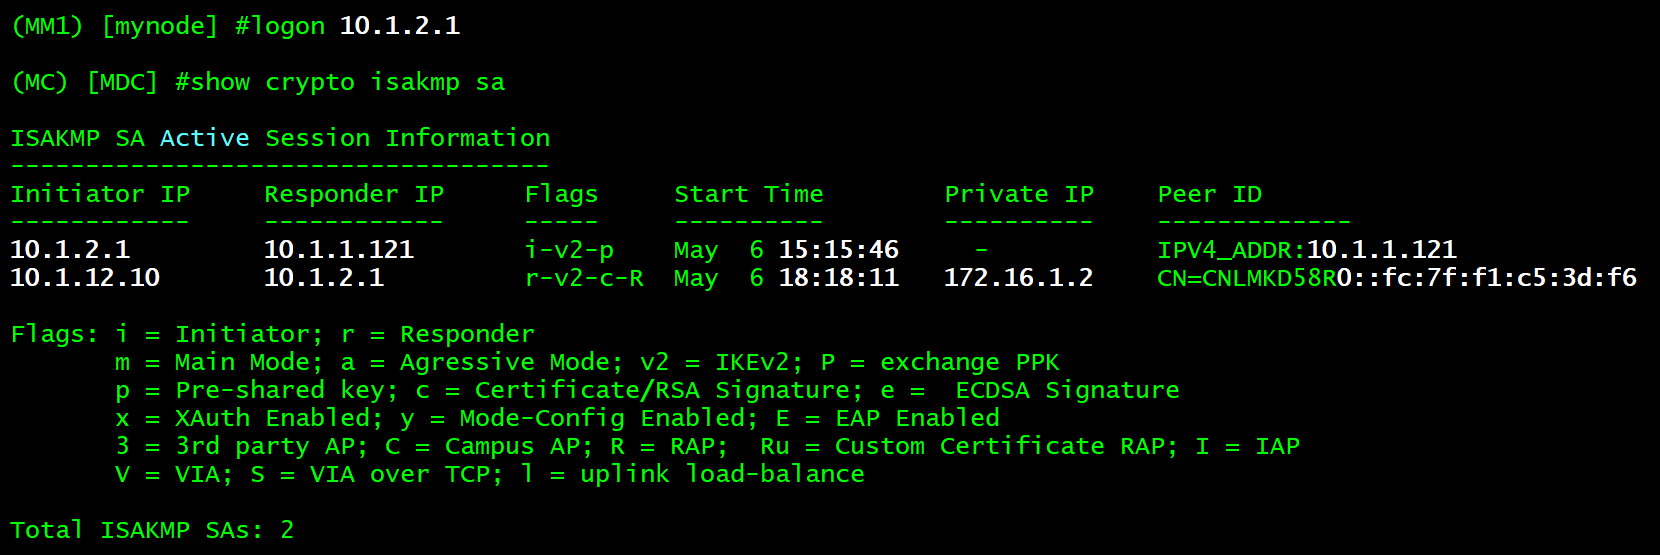 (MM1) [mynode] #logon 10.1.2.1
(MC) [MDC] #show crypto isakmp sa
ISAKMP SA Active Session Information
------------------------------------
Initiator IP     Responder IP     Flags     Start Time        Private IP    Peer ID
------------     ------------     -----     ----------        ----------    -------------
10.1.2.1         10.1.1.121       i-v2-p    May  6 15:15:46     -           IPV4_ADDR:10.1.1.121
10.1.12.10       10.1.2.1         r-v2-c-R  May  6 18:18:11   172.16.1.2    CN=CNLMKD58R0::fc:7f:f1:c5:3d:f6
Flags: i = Initiator; r = Responder
       m = Main Mode; a = Agressive Mode; v2 = IKEv2; P = exchange PPK
       p = Pre-shared key; c = Certificate/RSA Signature; e =  ECDSA Signature
       x = XAuth Enabled; y = Mode-Config Enabled; E = EAP Enabled
       3 = 3rd party AP; C = Campus AP; R = RAP;  Ru = Custom Certificate RAP; I = IAP
       V = VIA; S = VIA over TCP; l = uplink load-balance
Total ISAKMP SAs: 2